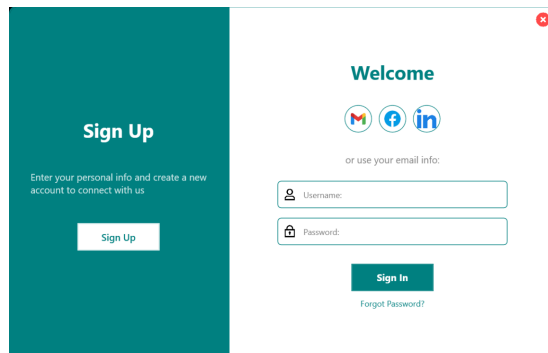 Sign Up
Enter your personal info and create a new
account to connect with us
Sign Up
Welcome
in
or use your email info:
Username:
Password:
Sign In
Forgot Password?